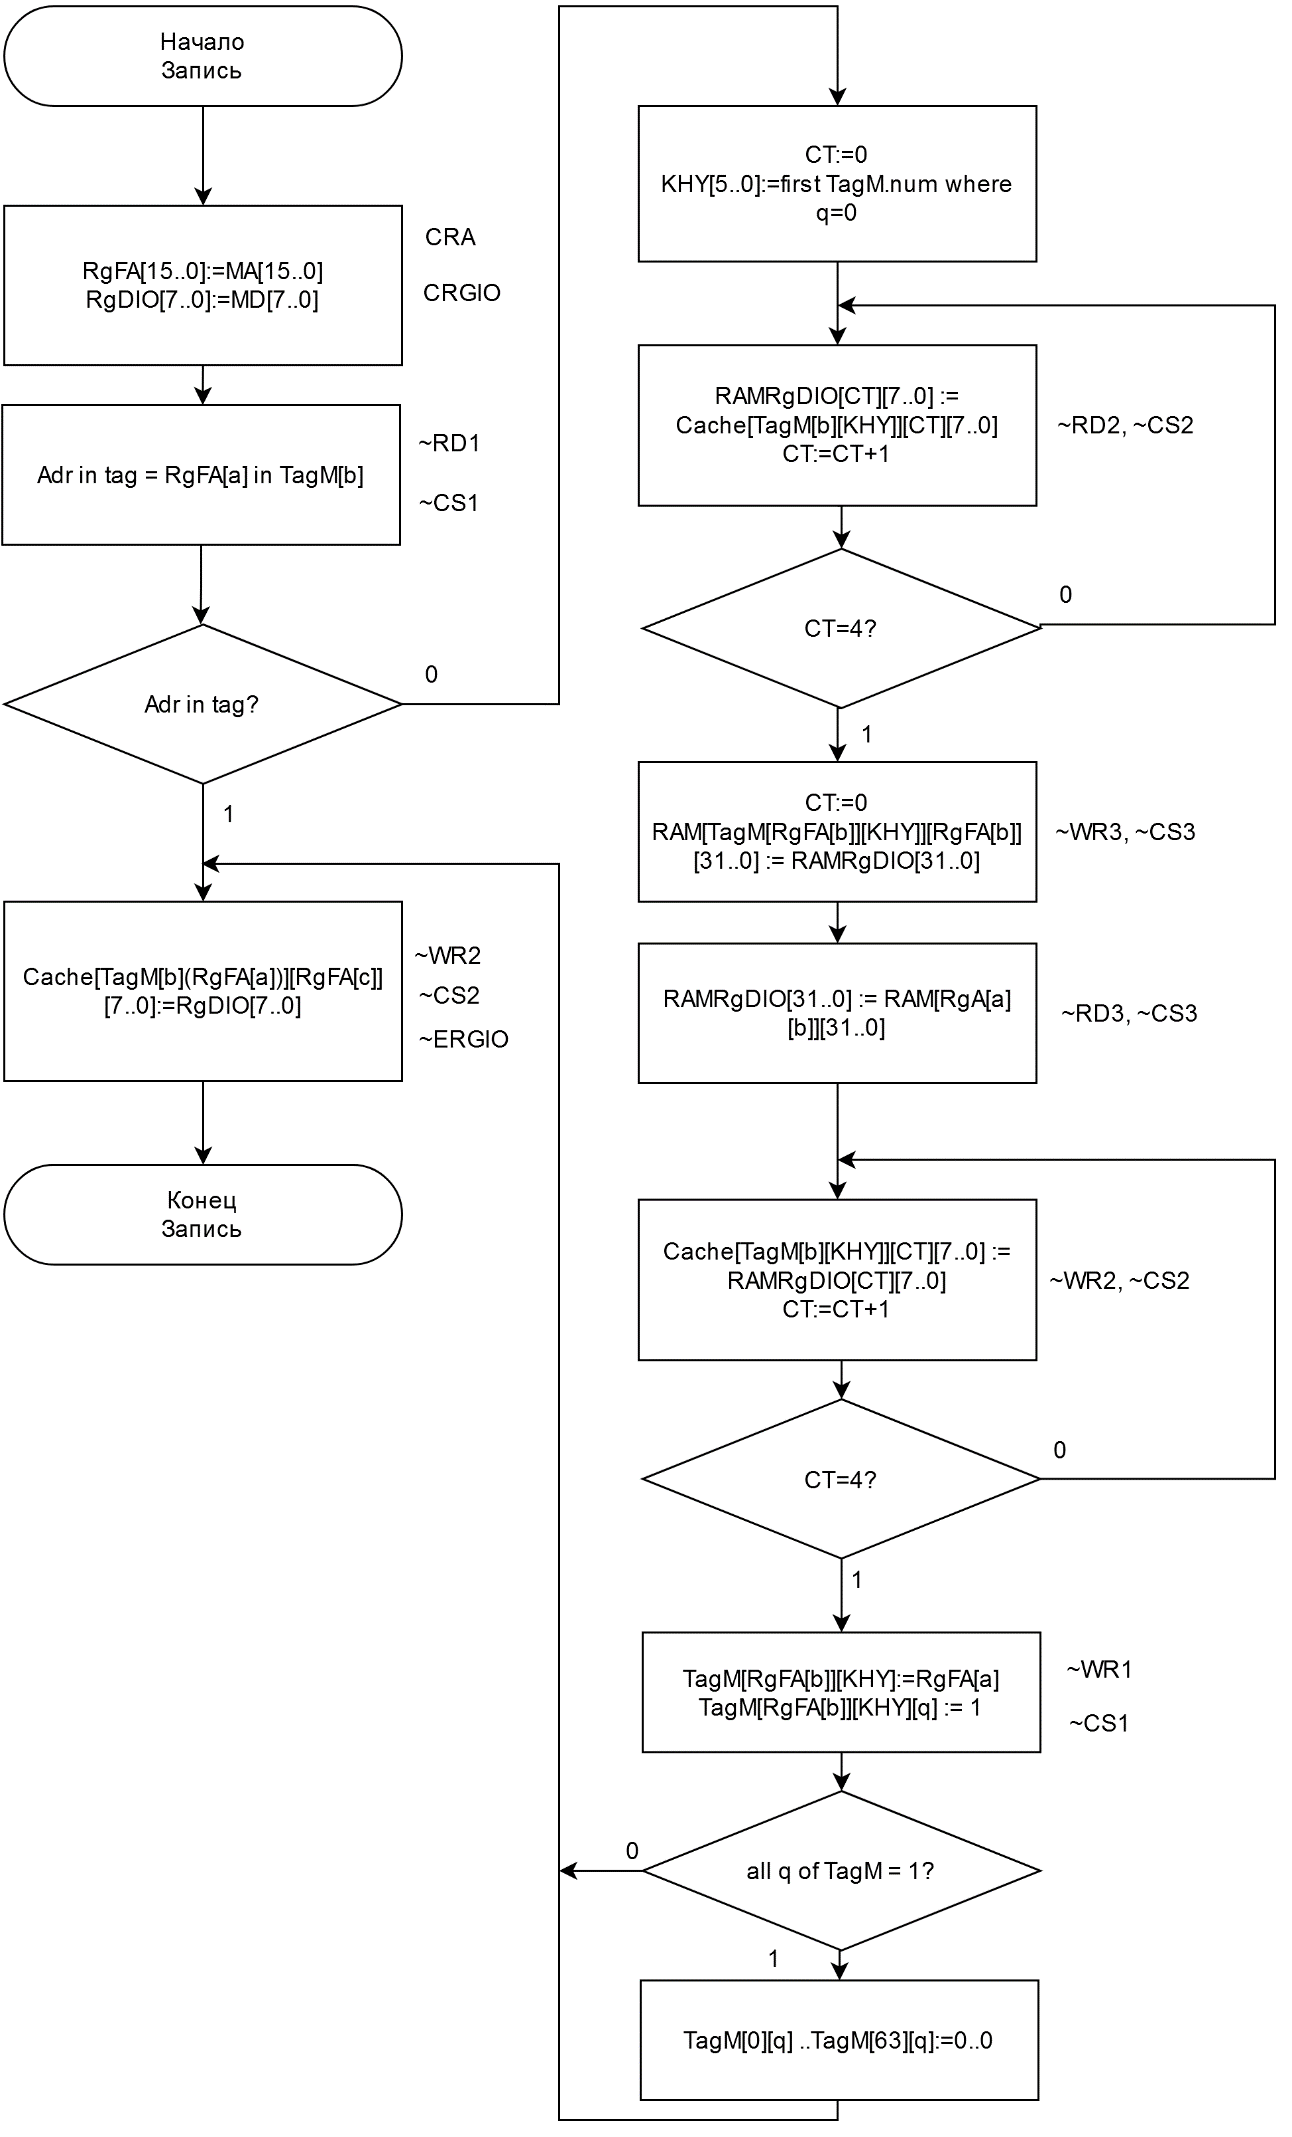 Начало
Запись
RgFA[15..0]:=MA[15..0]
RgDIO[7..0]:=MD[7..0]
CRA
CRGIO
Adr in tag = RgFA[a] in TagM[b]
~RD1
~CS1
Adr in tag?
0
1
Cache[TagM[b](RgFA[a])][RgFA[c]]
[7..0]:=RgDIO[7..0]
~WR2
~CS2
~ERGIO
Конец
Запись
CT:=0
KHY[5..0]:=first TagM.num where
q=0
RAMRgDIO[CT][7..0] :=
Cache[TagM[b][KHY]][CT][7..0]
CT:=CT+1
~RD2, ~CS2
CT=4?
0
1
CT:=0
RAM[TagM[RgFA[b]][KHY]][RgFA[b]]
[31..0] := RAMRgDIO[31..0]
~WR3, ~CS3
RAMRgDIO[31..0] := RAM[RgA[a]
[b]][31..0]
~RD3, ~CS3
Cache[TagM[b][KHY]][CT][7..0] :=
RAMRgDIO[CT][7..0]
CT:=CT+1
~WR2, ~CS2
CT=4?
0
1
TagM[RgFA[b]][KHY]:=RgFA[a]
TagM[RgFA[b]][KHY][q] := 1
~WR1
~CS1
all q of TagM = 1?
0
1
TagM[0][q] ..TagM[63][q]:=0..0